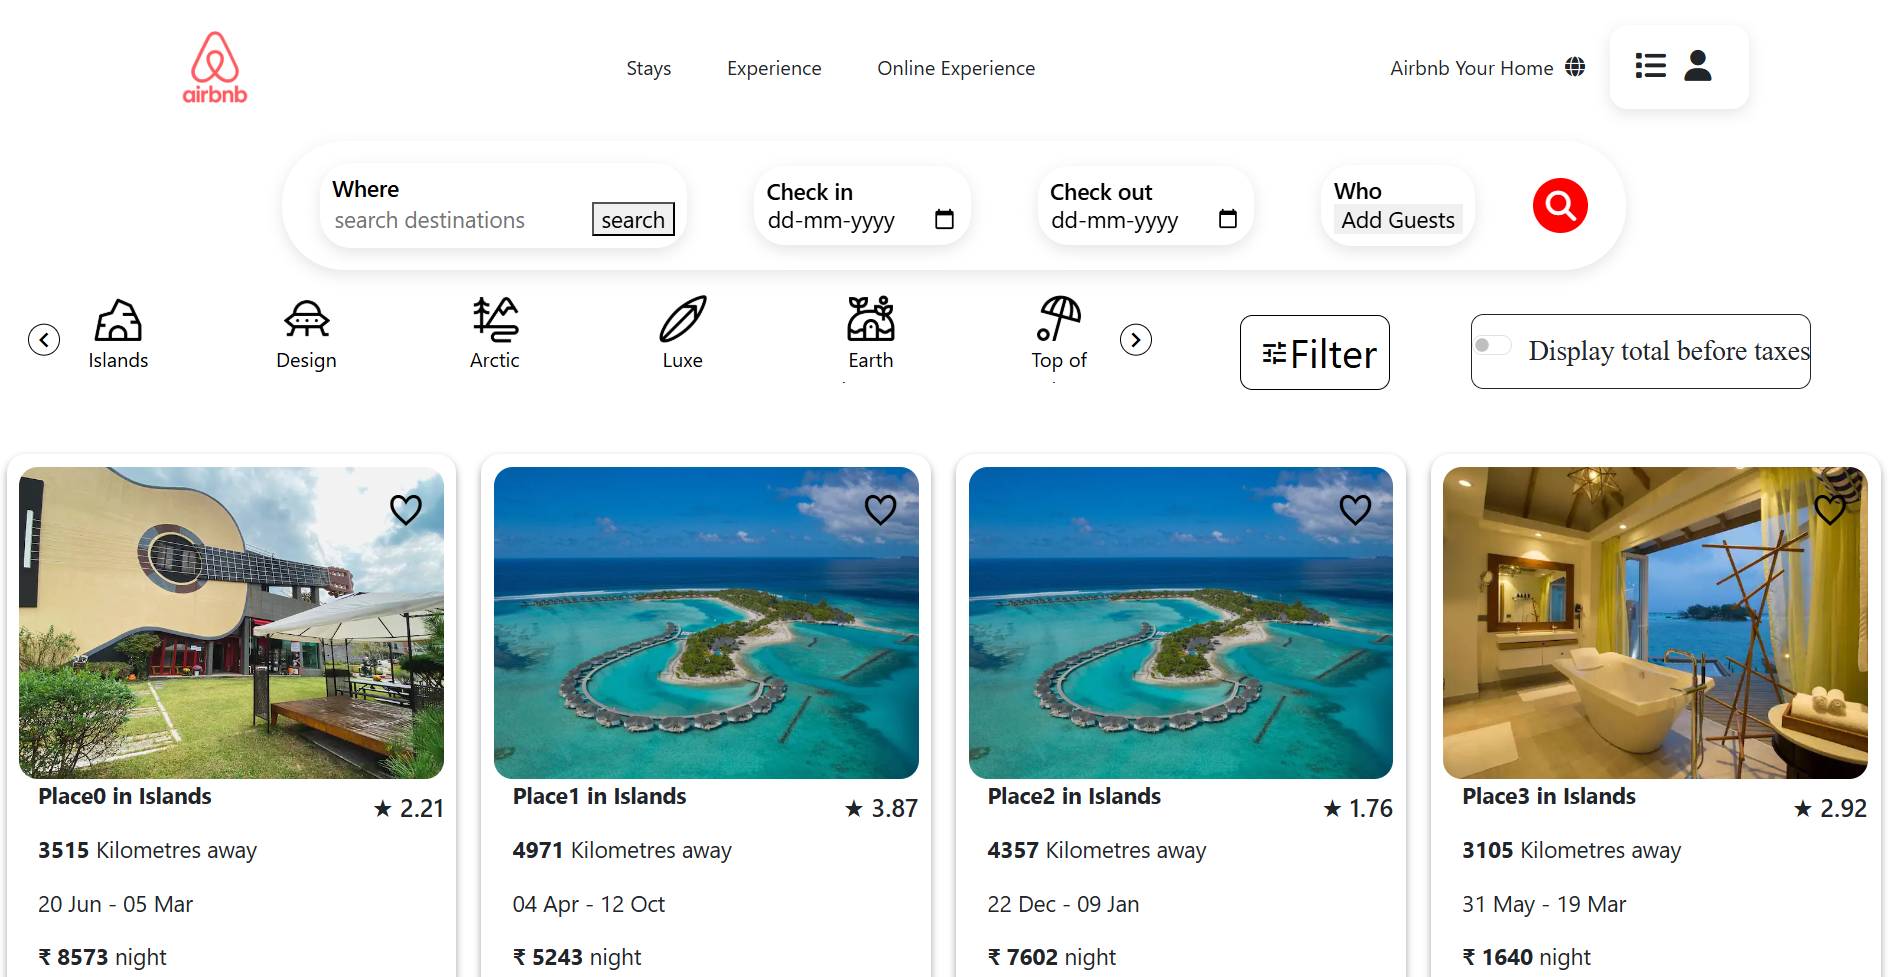 airbnb
Stays
Experience
Online Experience
Airbnb Your Home
Where
search destinations
search
Check in
dd-mm-yyyy
Check out
dd-mm-yyyy
Who
Add Guests
Islands
Design
Arctic
Luxe
Earth
Top of
Filter
Display total before taxes
Place0 in Islands
★ 2.21
3515 Kilometres away
20 Jun - 05 Mar
₹ 8573 night
Place1 in Islands
★ 3.87
4971 Kilometres away
04 Apr - 12 Oct
₹ 5243 night
Place2 in Islands
★ 1.76
4357 Kilometres away
22 Dec - 09 Jan
₹ 7602 night
Place3 in Islands
★ 2.92
3105 Kilometres away
31 May - 19 Mar
₹ 1640 night